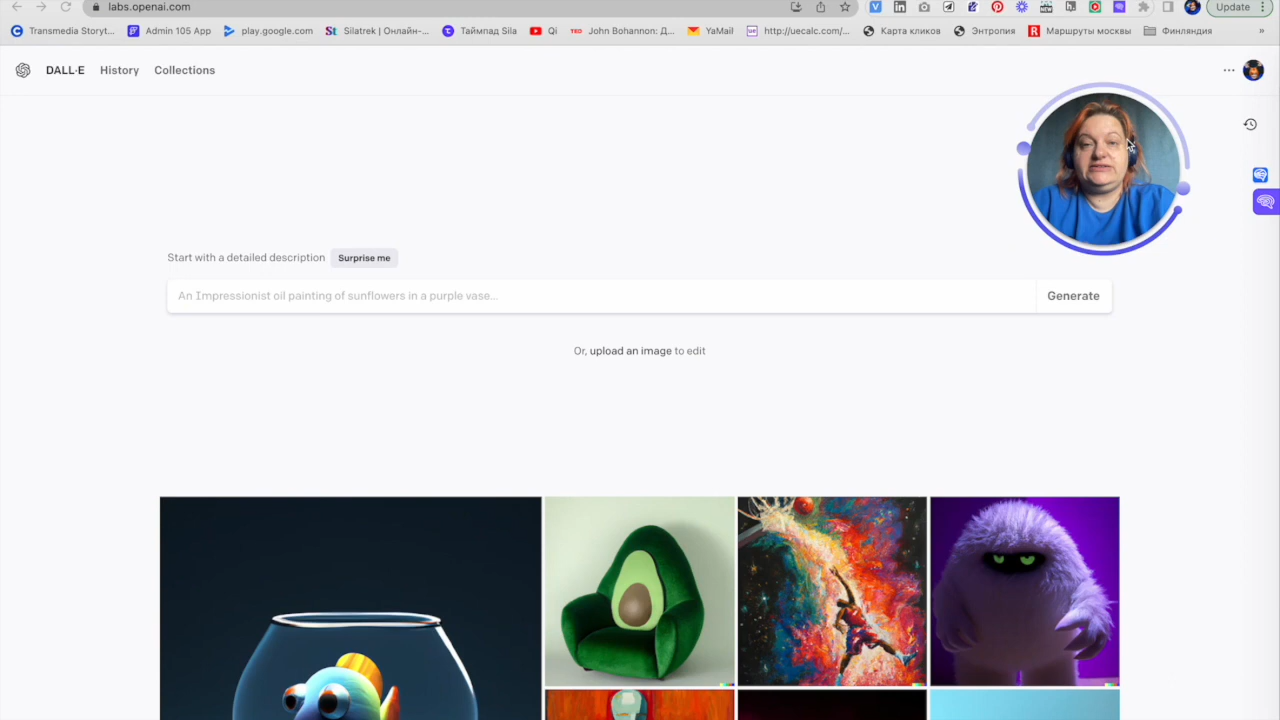 labs.openai.com
Update
Transmedia Storyt...
Admin 105 App
play.google.com
Silatrek | Онлайн-...
Таймпад Sila
Qi
TED John Bohannon: Д...
YaMail
http://uecalc.com/...
Карта кликов
Энтропия
Маршруты москвы
Финляндия
»
DALL·E
History
Collections
...
Start with a detailed description
Surprise me
An Impressionist oil painting of sunflowers in a purple vase...
Generate
Or, upload an image to edit